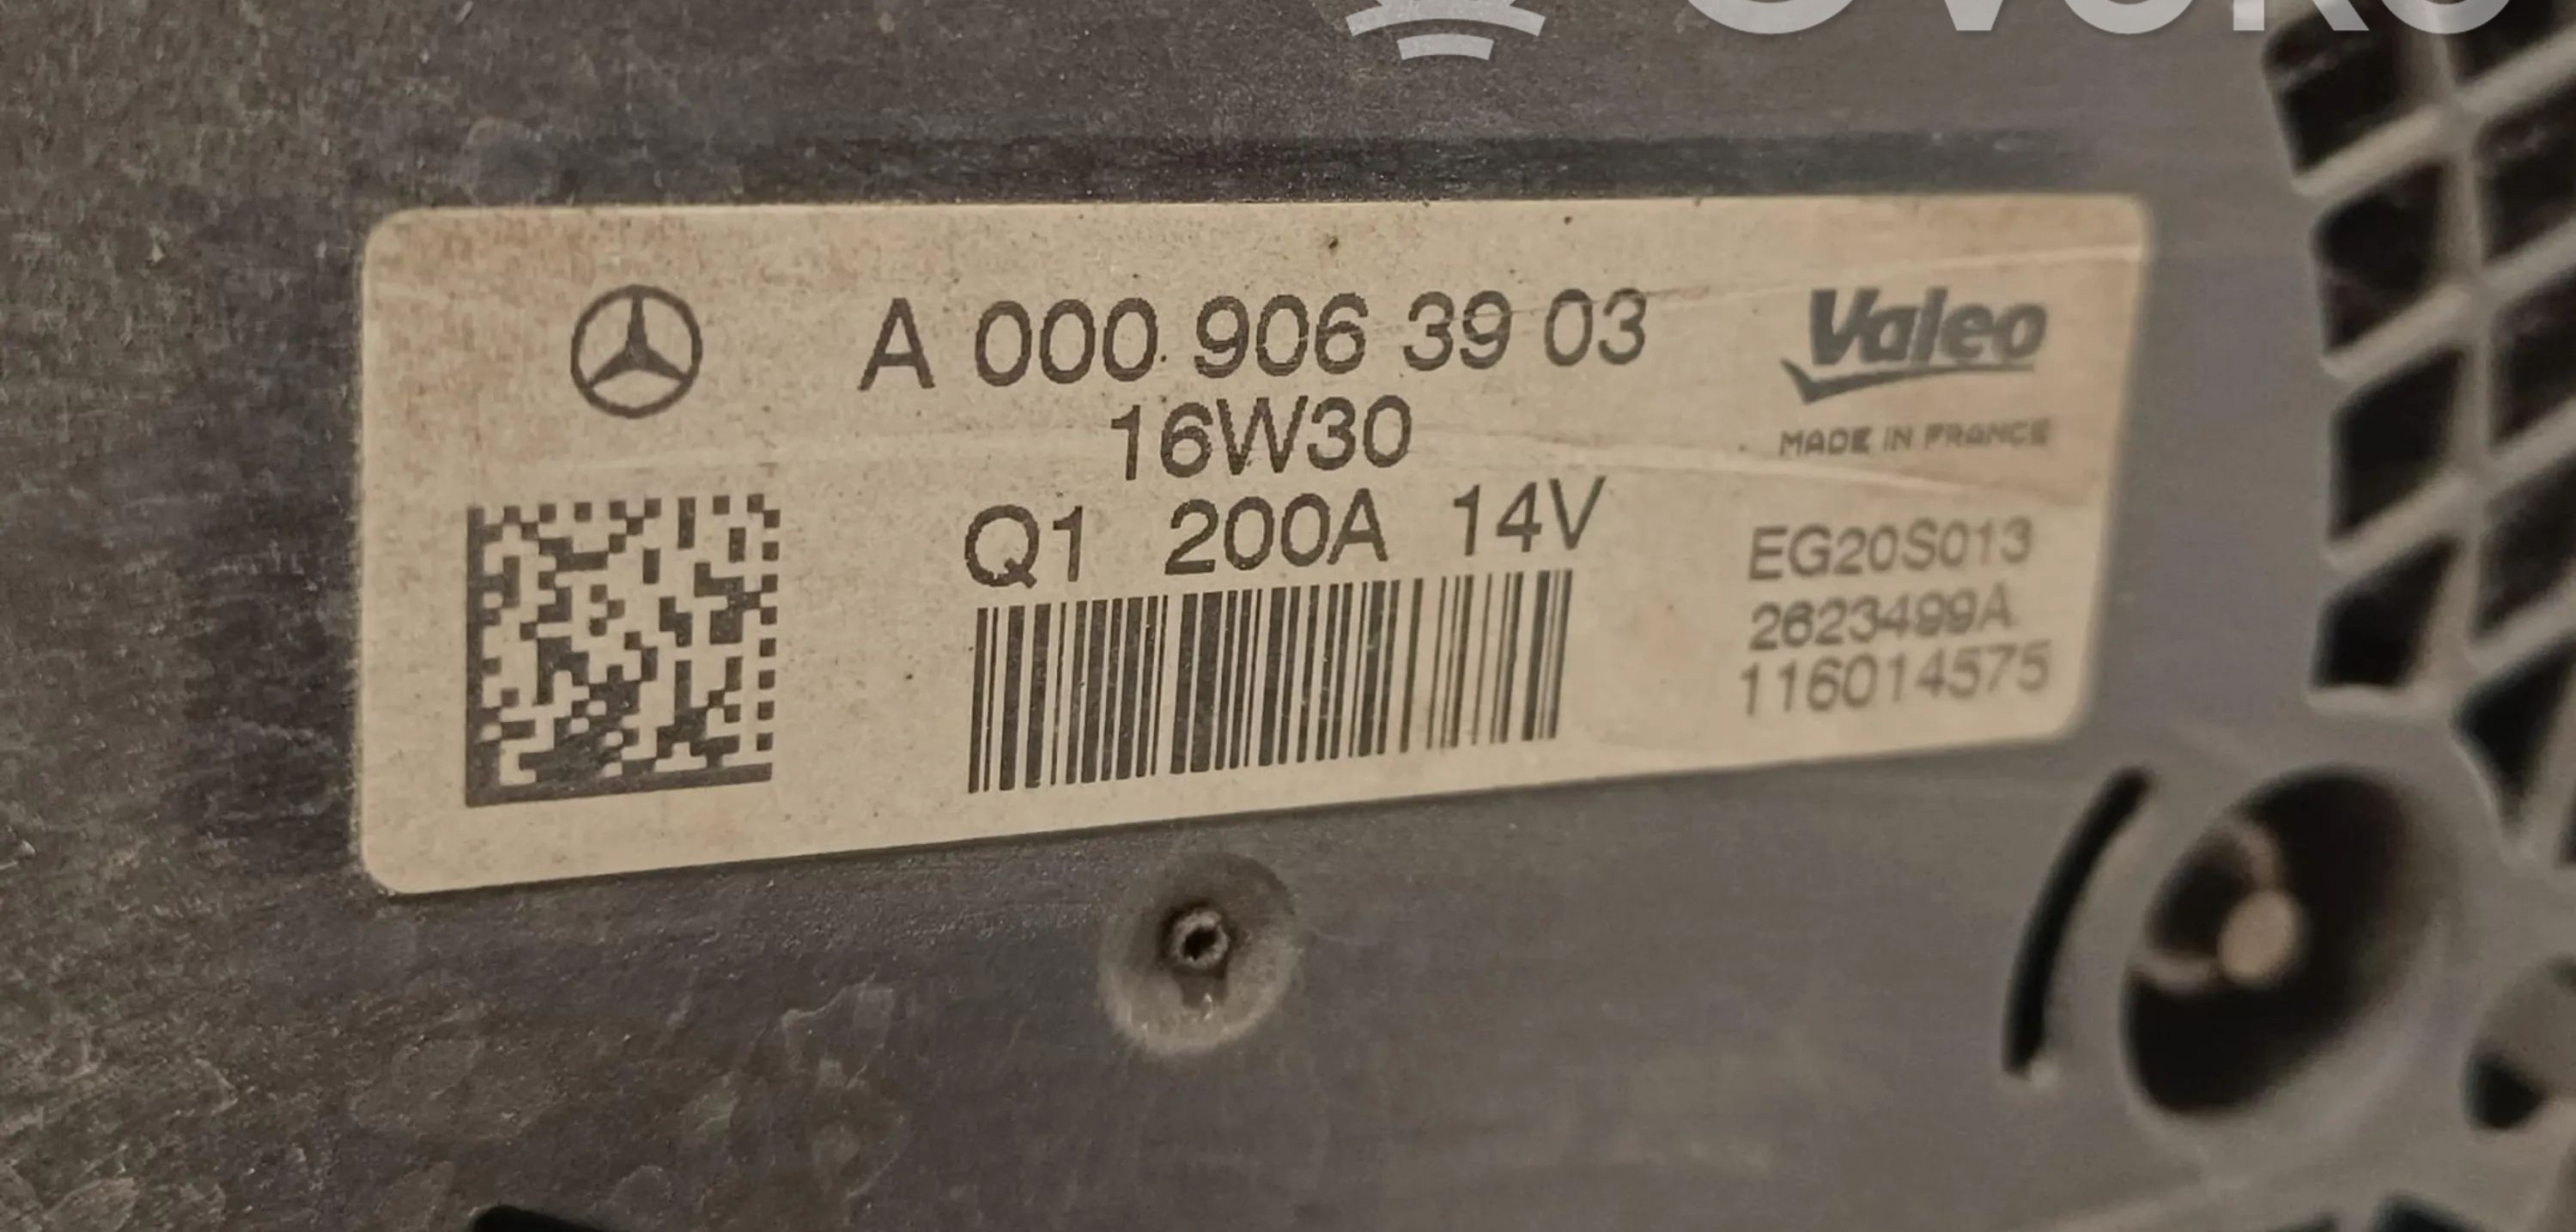 A 000 906 39 03
16W30
Q1 200A 14V
Valeo
MADE IN FRANCE
EG20S013
2623499A
116014575